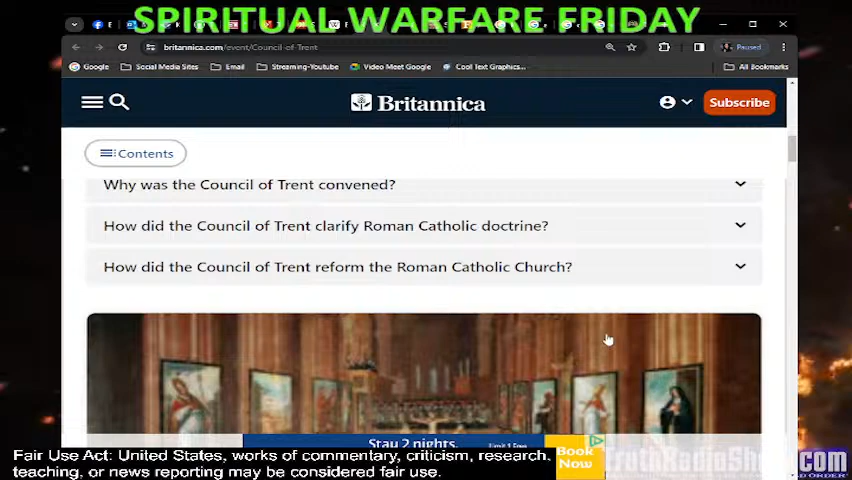 SPIRITUAL WARFARE FRIDAY
Paused
britannica.com/event/Council-of-Trent
Google
Social Media Sites
Email
Streaming-Youtube
Video Meet Google
Cool Text Graphics...
All Bookmarks
Britannica
Subscribe
Contents
Why was the Council of Trent convened?
How did the Council of Trent clarify Roman Catholic doctrine?
How did the Council of Trent reform the Roman Catholic Church?
Stay 2 nights.
Limit 1 Free
Book
Now
Fair Use Act: United States, works of commentary, criticism, research,
teaching, or news reporting may be considered fair use.
TruthRadioShow.com